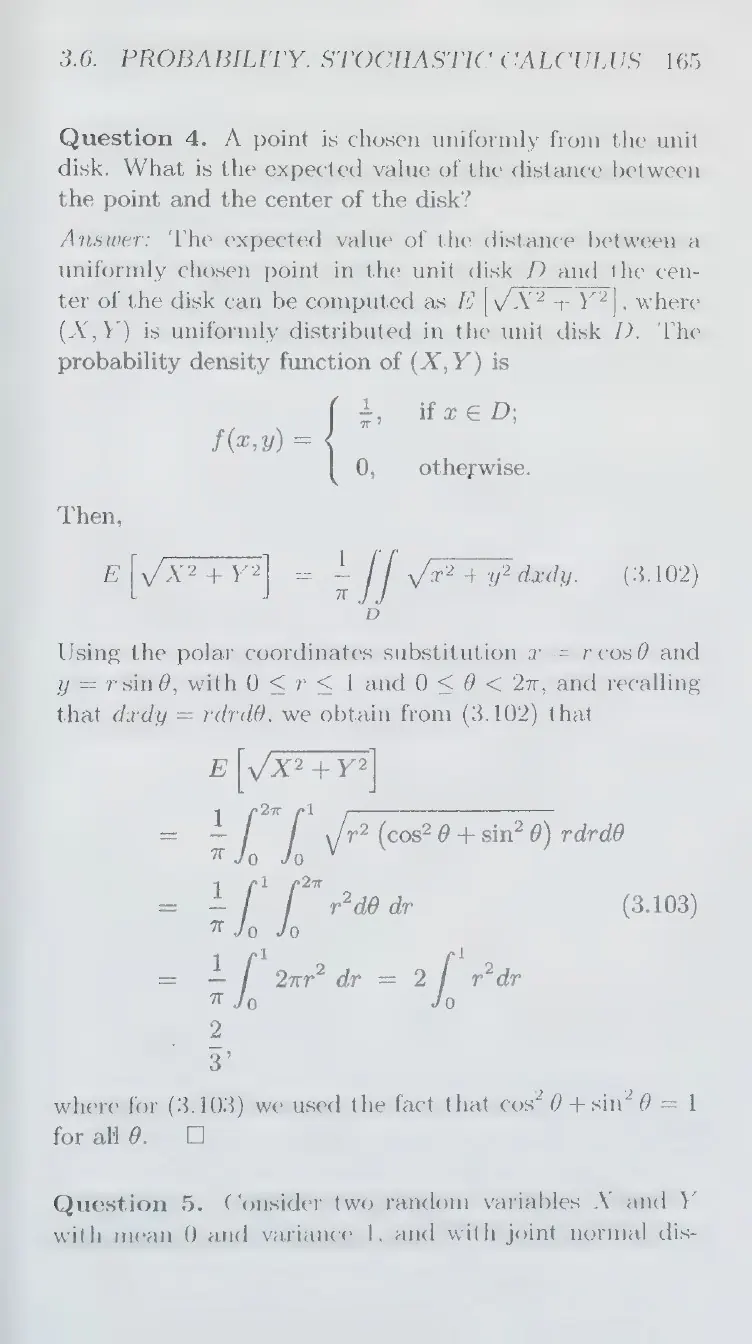 3.6. PROBABILITY. STOCHASTIC CALCULUS 165
Question 4. A point is chosen uniformly from the unit
disk. What is the expected value of the distance between
the point and the center of the disk?
Answer: The expected value of the distance between a
uniformly chosen point in the unit disk D and the cen-
ter of the disk can be computed as E [√X² + Y²], where
(X, Y) is uniformly distributed in the unit disk D. The
probability density function of (X, Y) is
f(x, y) = { 1/π, if x ∈ D;
0, otherwise.
Then,
E [√X² + Y²] = 1/π ∬_D √x² + y² dxdy. (3.102)
Using the polar coordinates substitution x = r cos θ and
y = r sin θ, with 0 ≤ r ≤ 1 and 0 ≤ θ < 2π, and recalling
that dxdy = rdrdθ, we obtain from (3.102) that
E [√X² + Y²]
= 1/π ∫₀^2π ∫₀^1 √r² (cos² θ + sin² θ) rdrdθ
= 1/π ∫₀^1 ∫₀^2π r²dθ dr (3.103)
= 1/π ∫₀^1 2πr² dr = 2 ∫₀^1 r²dr
2/3,
where for (3.103) we used the fact that cos² θ + sin² θ = 1
for all θ. □
Question 5. Consider two random variables X and Y
with mean 0 and variance 1, and with joint normal dis-